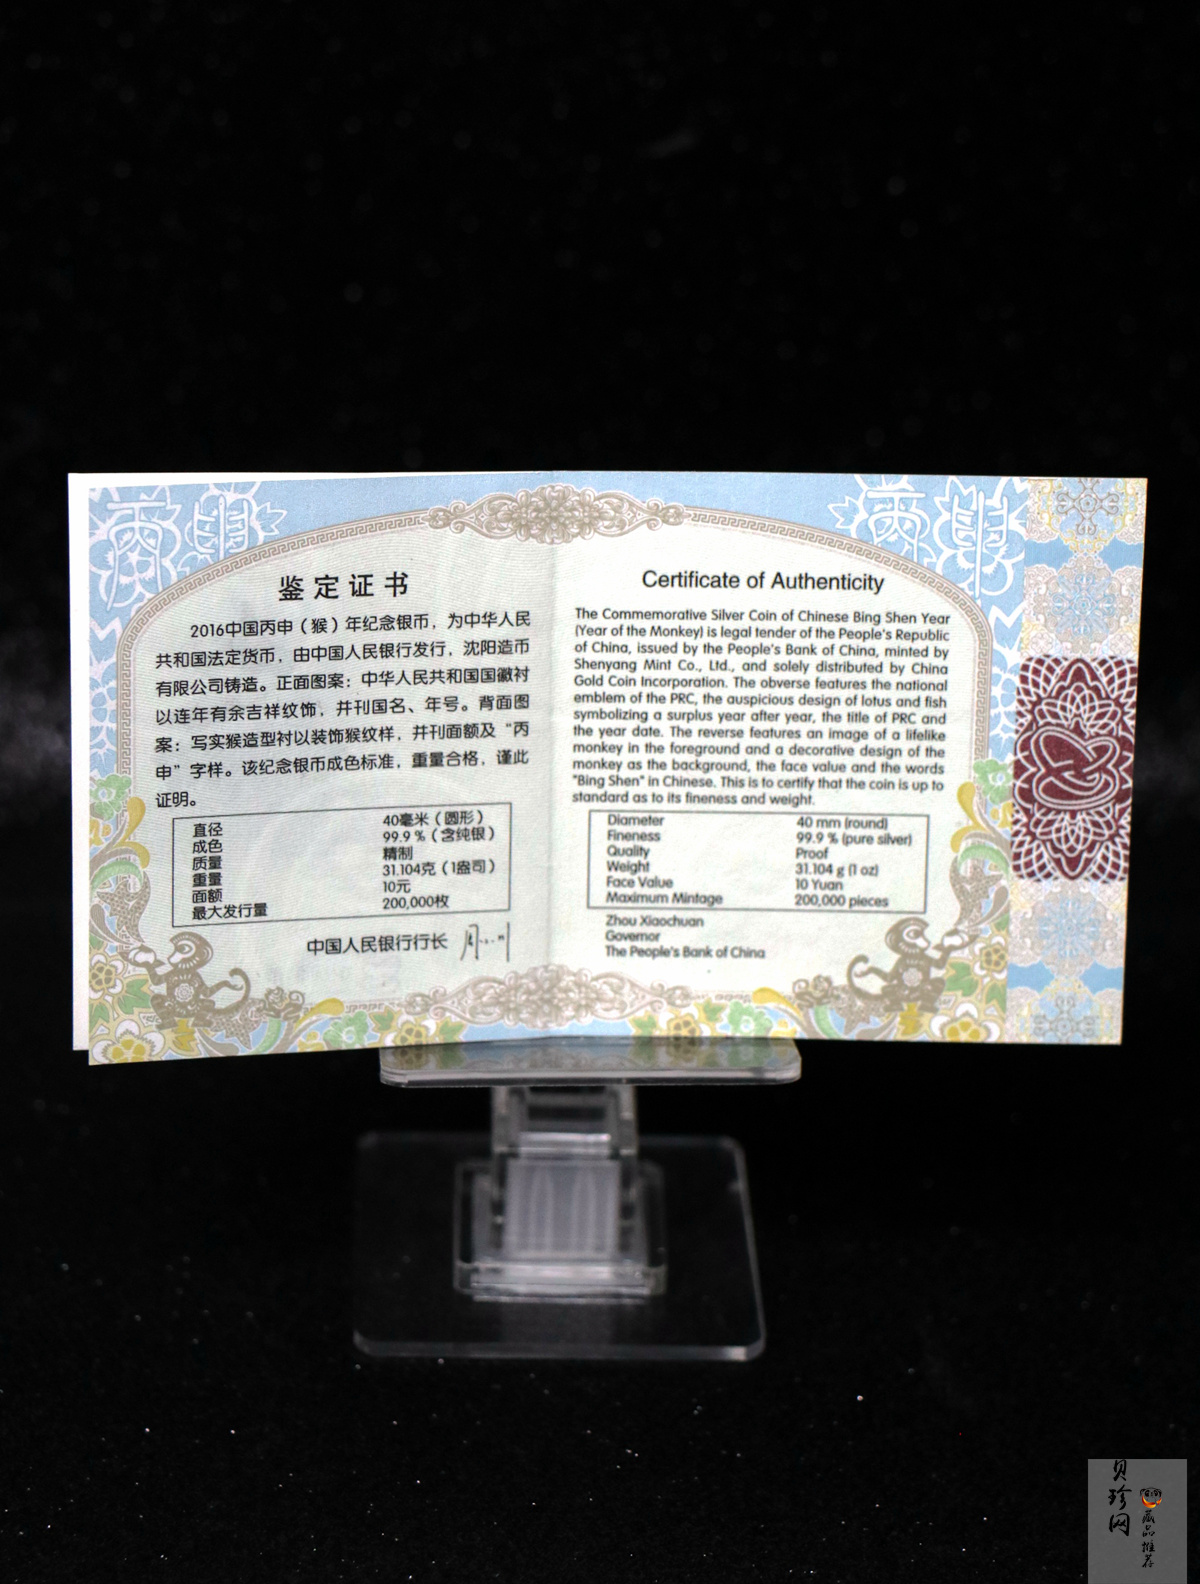 鉴定证书
2016中国丙申（猴）年纪念银币，为中华人民
共和国法定货币，由中国人民银行发行，沈阳造币
有限公司铸造。正面图案：中华人民共和国国徽衬
以连年有余吉祥纹饰，并刊国名、年号。背面图
案：写实猴造型衬以装饰猴纹样，并刊面额及“丙
申”字样。该纪念银币成色标准，重量合格，谨此
证明。
直径 40毫米（圆形）
成色 99.9 %（含纯银）
质量 精制
重量 31.104克（1盎司）
面额 10元
最大发行量 200,000枚
中国人民银行行长
Certificate of Authenticity
The Commemorative Silver Coin of Chinese Bing Shen Year
(Year of the Monkey) is legal tender of the People's Republic
of China, issued by the People's Bank of China, minted by
Shenyang Mint Co., Ltd., and solely distributed by China
Gold Coin Incorporation. The obverse features the national
emblem of the PRC, the auspicious design of lotus and fish
symbolizing a surplus year after year, the title of PRC and
the year date. The reverse features an image of a lifelike
monkey in the foreground and a decorative design of the
monkey as the background, the face value and the words
"Bing Shen" in Chinese. This is to certify that the coin is up to
standard as to its fineness and weight.
Diameter 40 mm (round)
Fineness 99.9 % (pure silver)
Quality Proof
Weight 31.104 g (1 oz)
Face Value 10 Yuan
Maximum Mintage 200,000 pieces
Zhou Xiaochuan
Governor
The People's Bank of China
贝珍网
藏品推荐